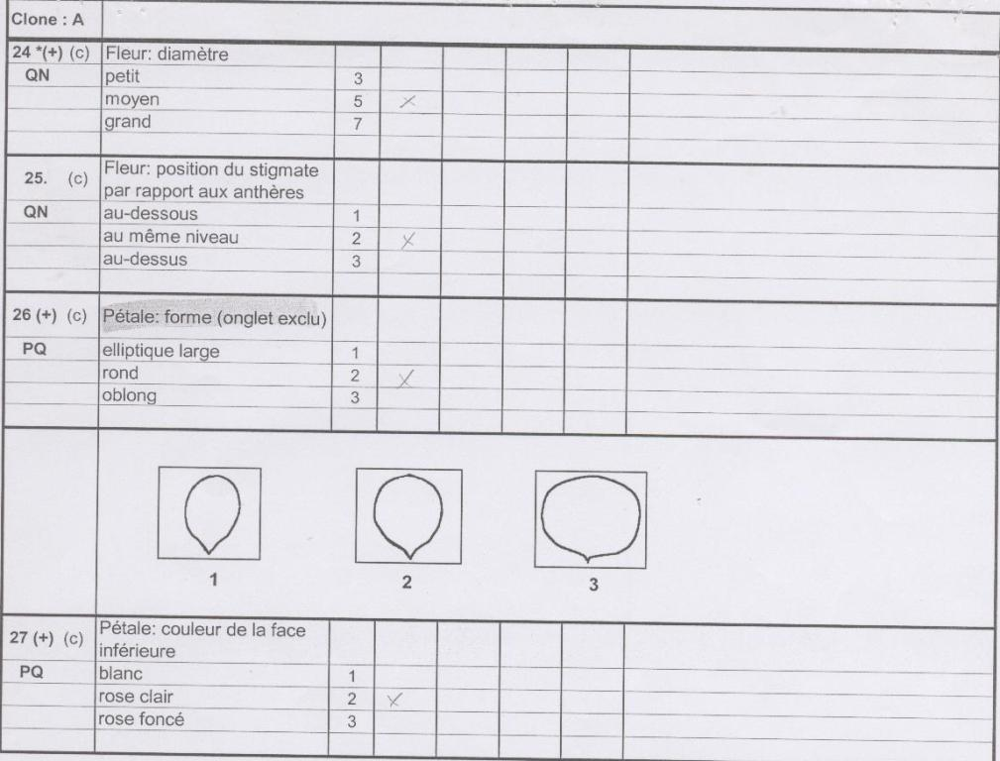 Clone : A
24 *(+) (c) Fleur: diamètre
QN petit 3
moyen 5 X
grand 7
25. (c) Fleur: position du stigmate
par rapport aux anthères
QN au-dessous 1
au même niveau 2 X
au-dessus 3
26 (+) (c) Pétale: forme (onglet exclu)
PQ elliptique large 1
rond 2 X
oblong 3
1 2 3
27 (+) (c) Pétale: couleur de la face
inférieure
PQ blanc 1
rose clair 2 X
rose foncé 3